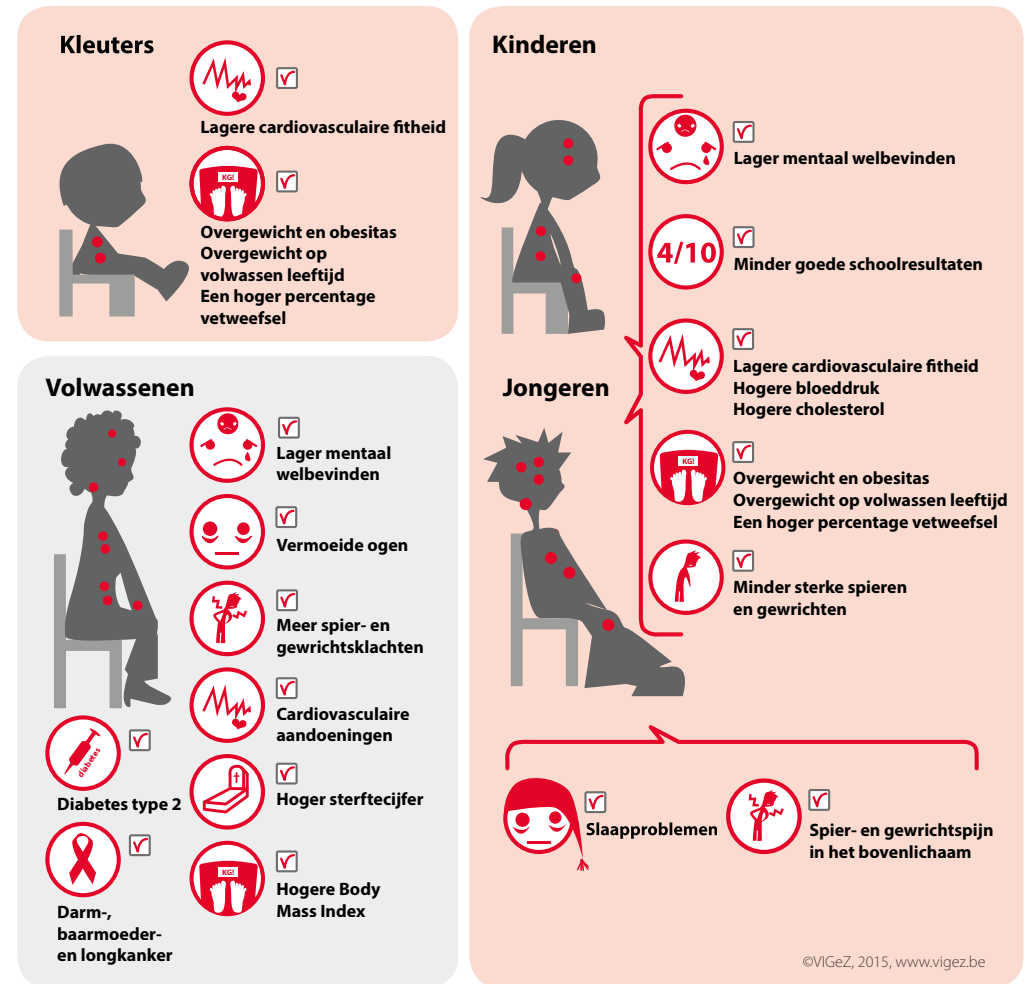 Kleuters
Lagere cardiovasculaire fitheid
KG!
Overgewicht en obesitas
Overgewicht op
volwassen leeftijd
Een hoger percentage
vetweefsel
Kinderen
Lager mentaal welbevinden
4/10
Minder goede schoolresultaten
Lagere cardiovasculaire fitheid
Hogere bloeddruk
Hogere cholesterol
Jongeren
KG!
Overgewicht en obesitas
Overgewicht op volwassen leeftijd
Een hoger percentage vetweefsel
Minder sterke spieren
en gewrichten
Slaapproblemen
Spier- en gewrichtspijn
in het bovenlichaam
Volwassenen
Lager mentaal
welbevinden
Vermoeide ogen
Meer spier- en
gewrichtsklachten
Cardiovasculaire
aandoeningen
diabetes
Diabetes type 2
Hoger sterftecijfer
Darm-,
baarmoeder-
en longkanker
KG!
Hogere Body
Mass Index
©VIGeZ, 2015, www.vigez.be